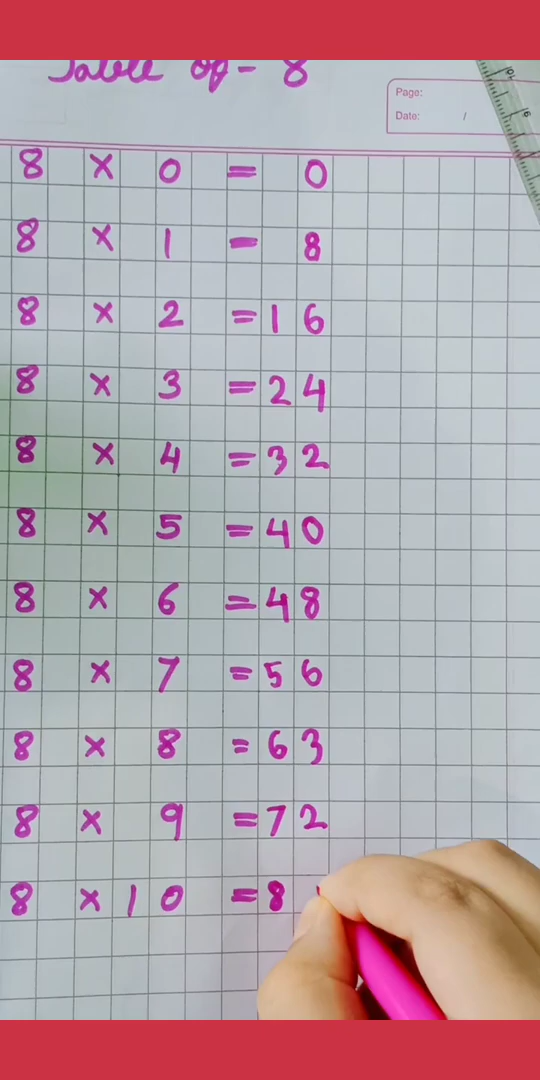 Table of - 8
Page:
Date: /
8 × 0 = 0
8 × 1 = 8
8 × 2 = 16
8 × 3 = 24
8 × 4 = 32
8 × 5 = 40
8 × 6 = 48
8 × 7 = 56
8 × 8 = 63
8 × 9 = 72
8 × 10 = 8